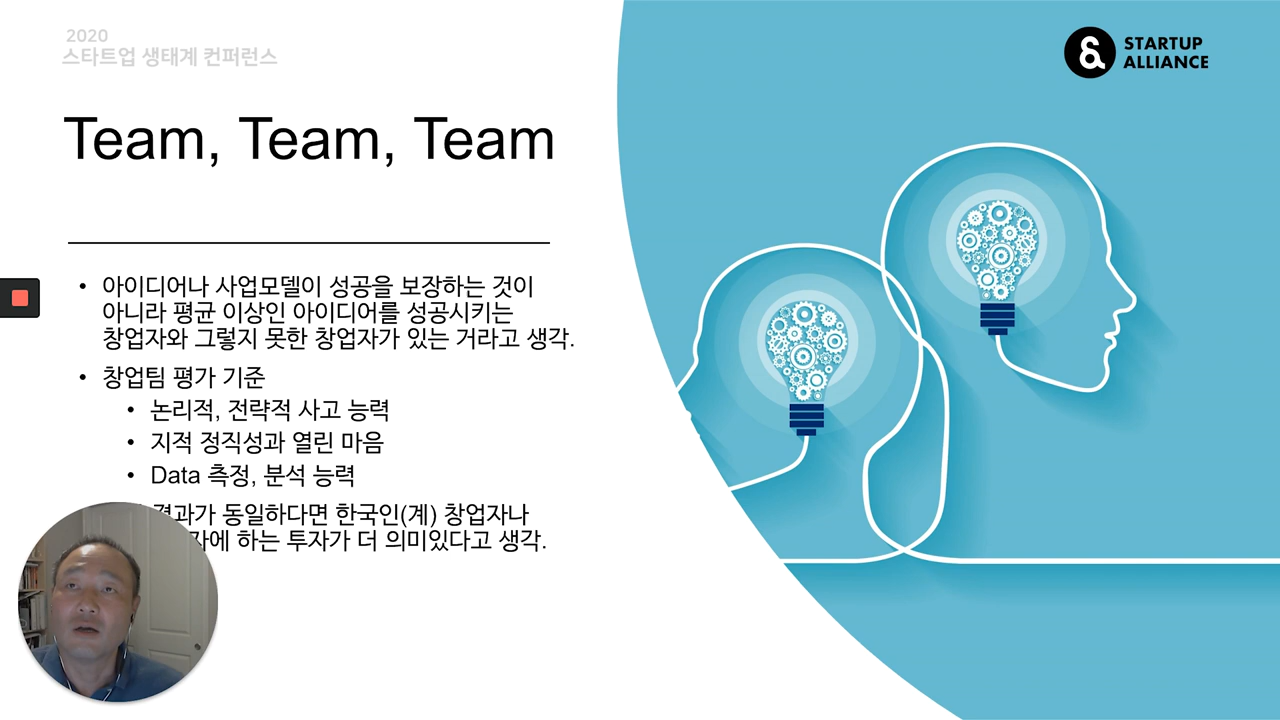 2020
스타트업 생태계 컨퍼런스
STARTUP
ALLIANCE
Team, Team, Team
• 아이디어나 사업모델이 성공을 보장하는 것이
아니라 평균 이상인 아이디어를 성공시키는
창업자와 그렇지 못한 창업자가 있는 거라고 생각.
• 창업팀 평가 기준
• 논리적, 전략적 사고 능력
• 지적 정직성과 열린 마음
• Data 측정, 분석 능력
결과가 동일하다면 한국인(계) 창업자나
하는 투자가 더 의미있다고 생각.